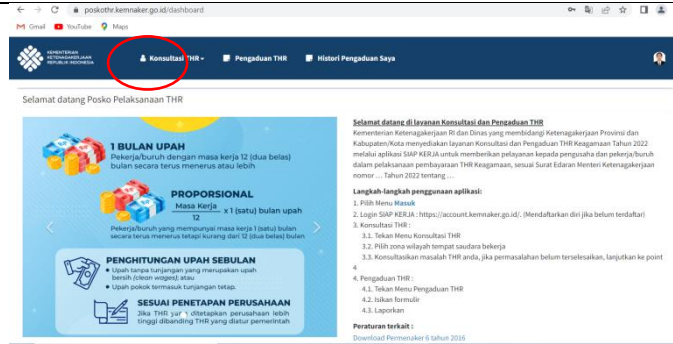 poskothr.kemnaker.go.id/dashboard
Gmail YouTube Maps
KEMENTERIAN
KETENAGAKERJAAN
REPUBLIK INDONESIA
Konsultasi THR
Pengaduan THR
Histori Pengaduan Saya
Selamat datang Posko Pelaksanaan THR
1 BULAN UPAH
Pekerja/buruh dengan masa kerja 12 (dua belas)
bulan secara terus menerus atau lebih
PROPORSIONAL
Masa Kerja
12
x 1 (satu) bulan upah
Pekerja/buruh yang mempunyai masa kerja 1 (satu) bulan
secara terus menerus tetapi kurang dari 12 (dua belas) bulan
PENGHITUNGAN UPAH SEBULAN
• Upah tanpa tunjangan yang merupakan upah
bersih (clean wages); atau
• Upah pokok termasuk tunjangan tetap.
SESUAI PENETAPAN PERUSAHAAN
Jika THR yang ditetapkan perusahaan lebih
tinggi dibanding THR yang diatur pemerintah
Selamat datang di layanan Konsultasi dan Pengaduan THR
Kementerian Ketenagakerjaan RI dan Dinas yang membidangi Ketenagakerjaan Provinsi dan
Kabupaten/Kota menyediakan layanan Konsultasi dan Pengaduan THR Keagamaan Tahun 2022
melalui aplikasi SIAP KERJA untuk memberikan pelayanan kepada pengusaha dan pekerja/buruh
dalam pelaksanaan pembayaraan THR Keagamaan, sesuai Surat Edaran Menteri Ketenagakerjaan
nomor ... Tahun 2022 tentang ...
Langkah-langkah penggunaan aplikasi:
1. Pilih Menu Masuk
2. Login SIAP KERJA : https://account.kemnaker.go.id/. (Mendaftarkan diri jika belum terdaftar)
3. Konsultasi THR :
3.1. Tekan Menu Konsultasi THR
3.2. Pilih zona wilayah tempat saudara bekerja
3.3. Konsultasikan masalah THR anda, jika permasalahan belum terselesaikan, lanjutkan ke point
4
4. Pengaduan THR :
4.1. Tekan Menu Pengaduan THR
4.2. Isikan formulir
4.3. Laporkan
Peraturan terkait :
Download Permenaker 6 tahun 2016